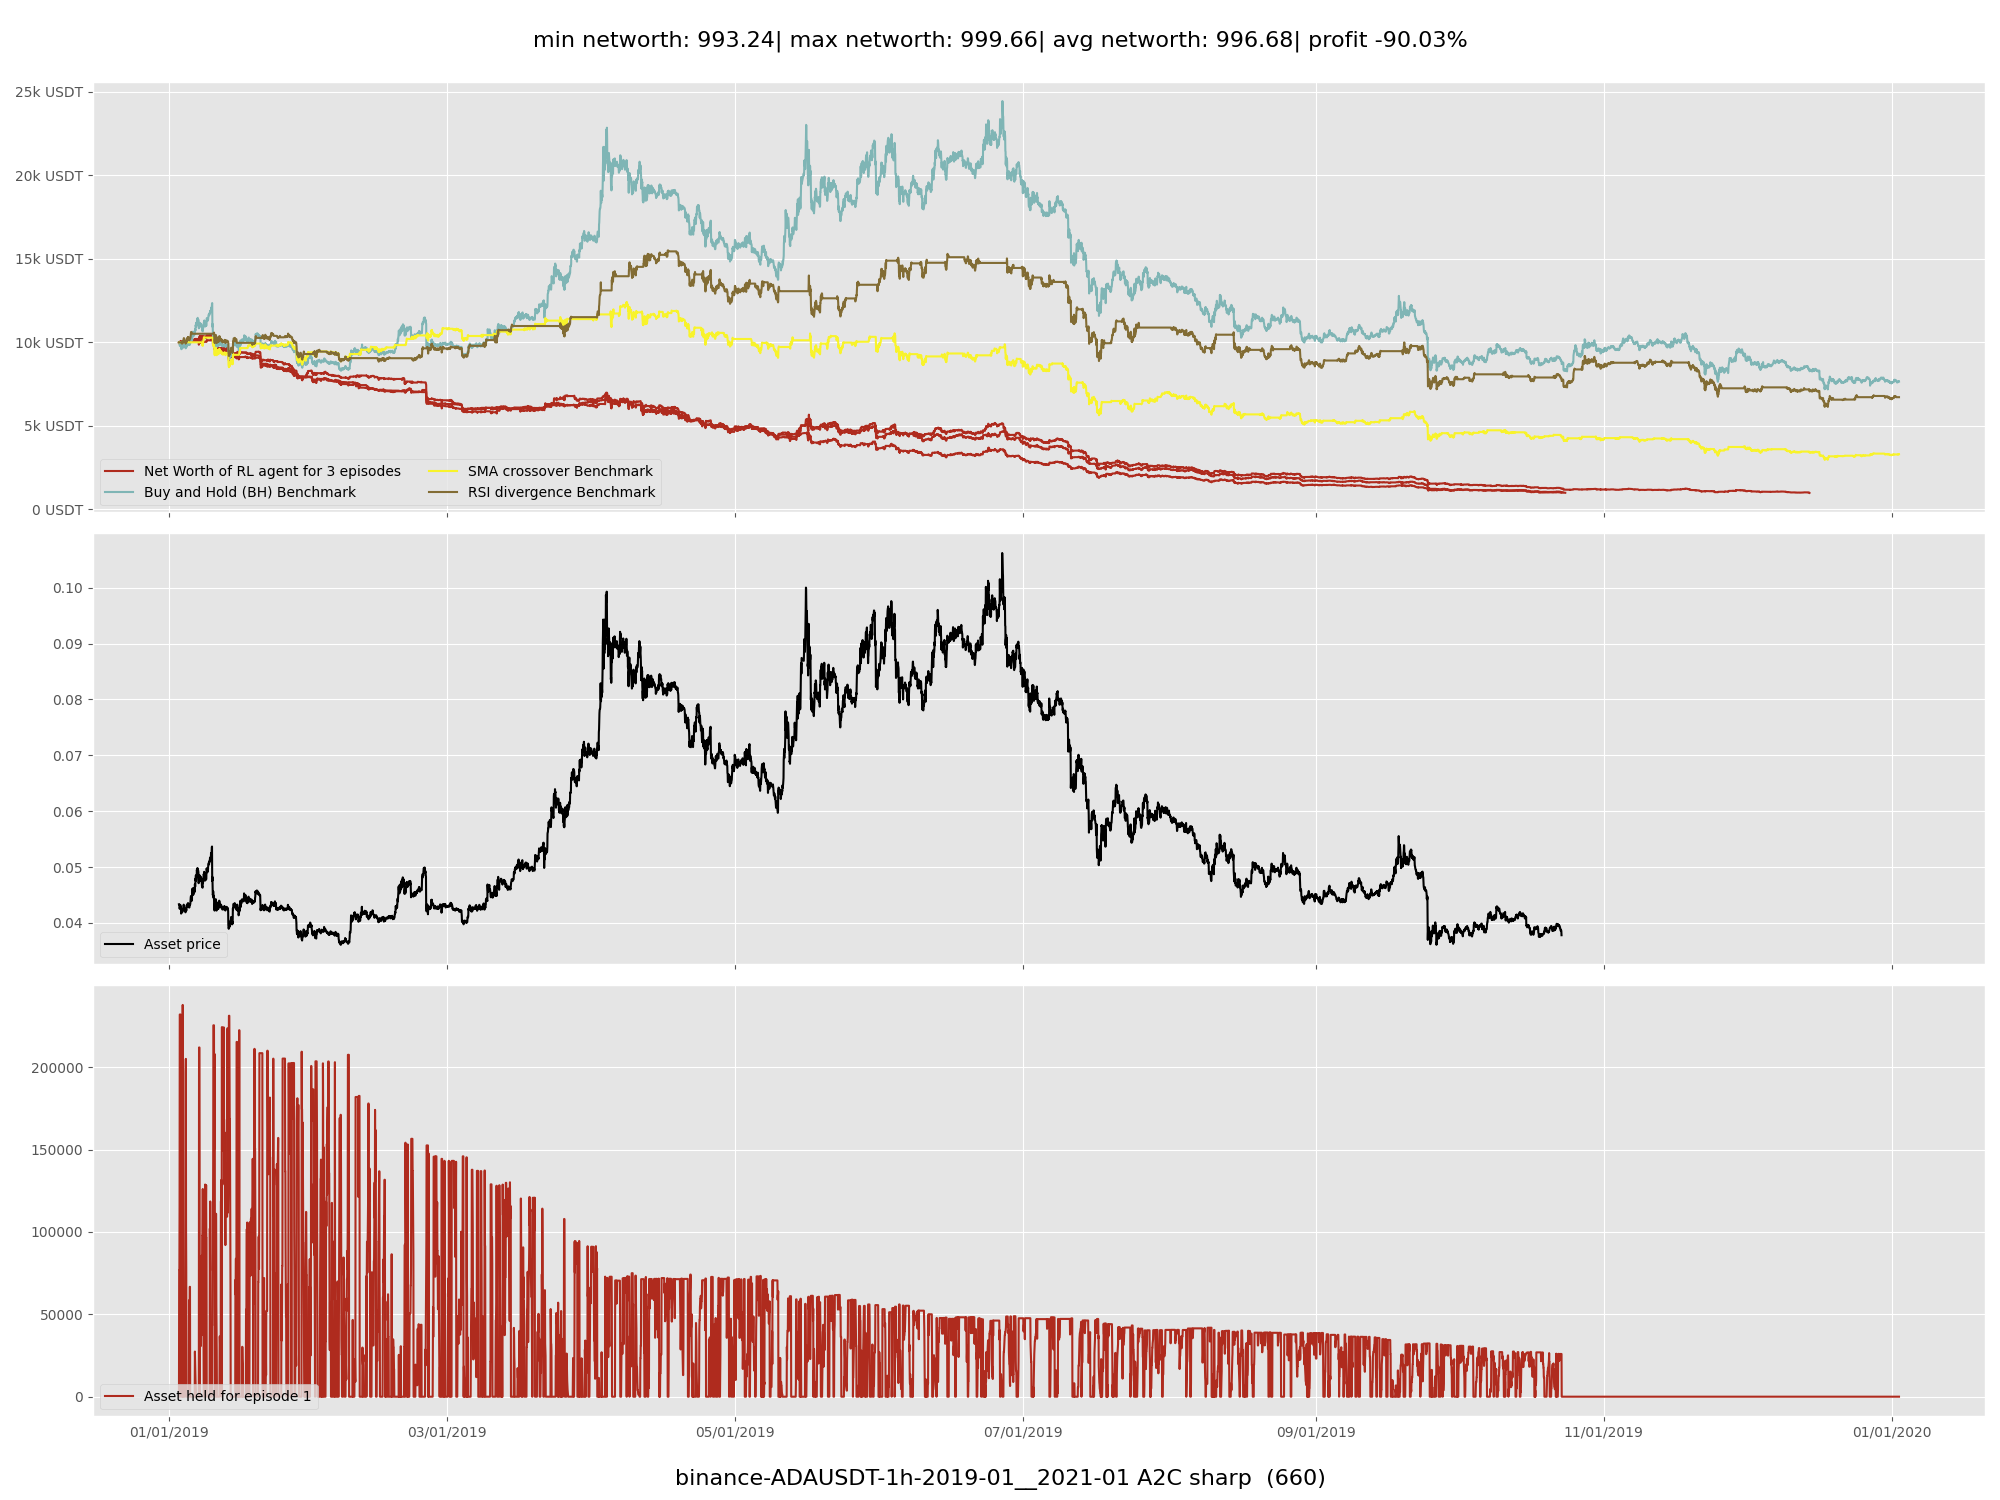 min networth: 993.24| max networth: 999.66| avg networth: 996.68| profit -90.03%
25k USDT
20k USDT
15k USDT
10k USDT
5k USDT
0 USDT
Net Worth of RL agent for 3 episodes
Buy and Hold (BH) Benchmark
SMA crossover Benchmark
RSI divergence Benchmark
0.10
0.09
0.08
0.07
0.06
0.05
0.04
Asset price
200000
150000
100000
50000
0
Asset held for episode 1
01/01/2019 03/01/2019 05/01/2019 07/01/2019 09/01/2019 11/01/2019 01/01/2020
binance-ADAUSDT-1h-2019-01__2021-01 A2C sharp  (660)